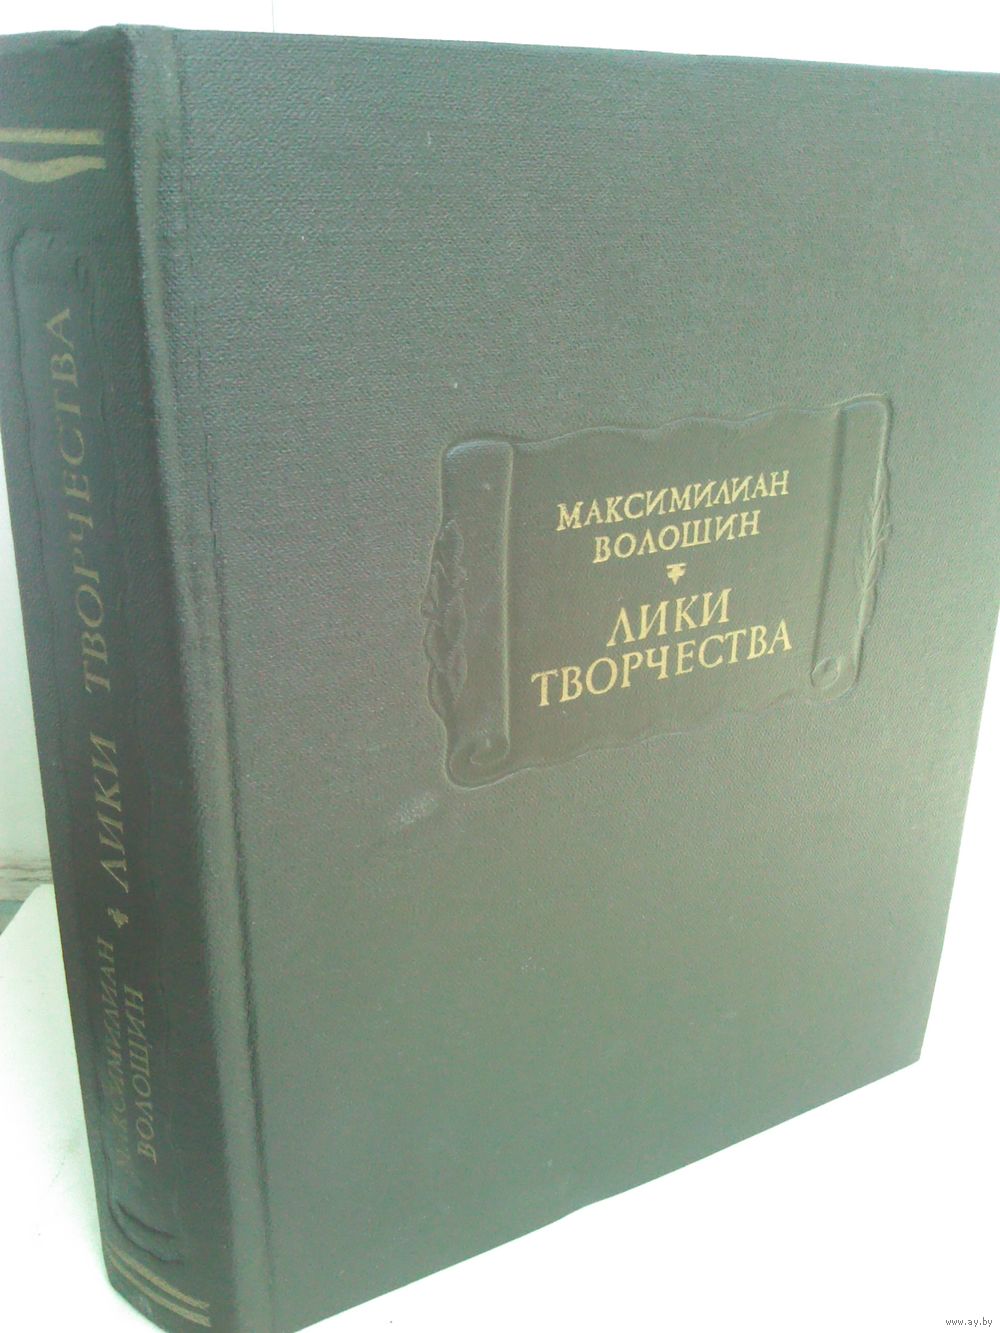 МАКСИМИЛИАН
ВОЛОШИН
ЛИКИ
ТВОРЧЕСТВА
МАКСИМИЛИАН
ВОЛОШИН
ЛИКИ ТВОРЧЕСТВА
www.ay.by